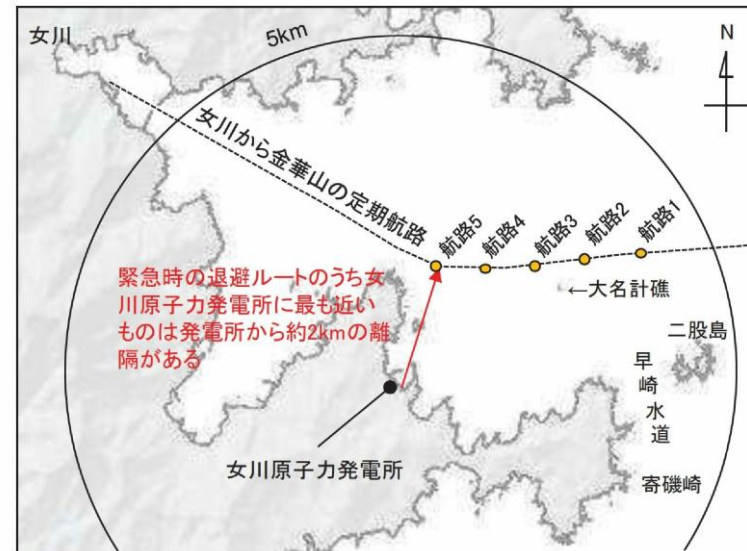 女川
5km
N
女川から金華山の定期航路
航路5
航路4
航路3
航路2
航路1
緊急時の退避ルートのうち女
川原子力発電所に最も近い
ものは発電所から約2kmの離
隔がある
←大名計礁
二股島
早崎水道
女川原子力発電所
寄磯崎